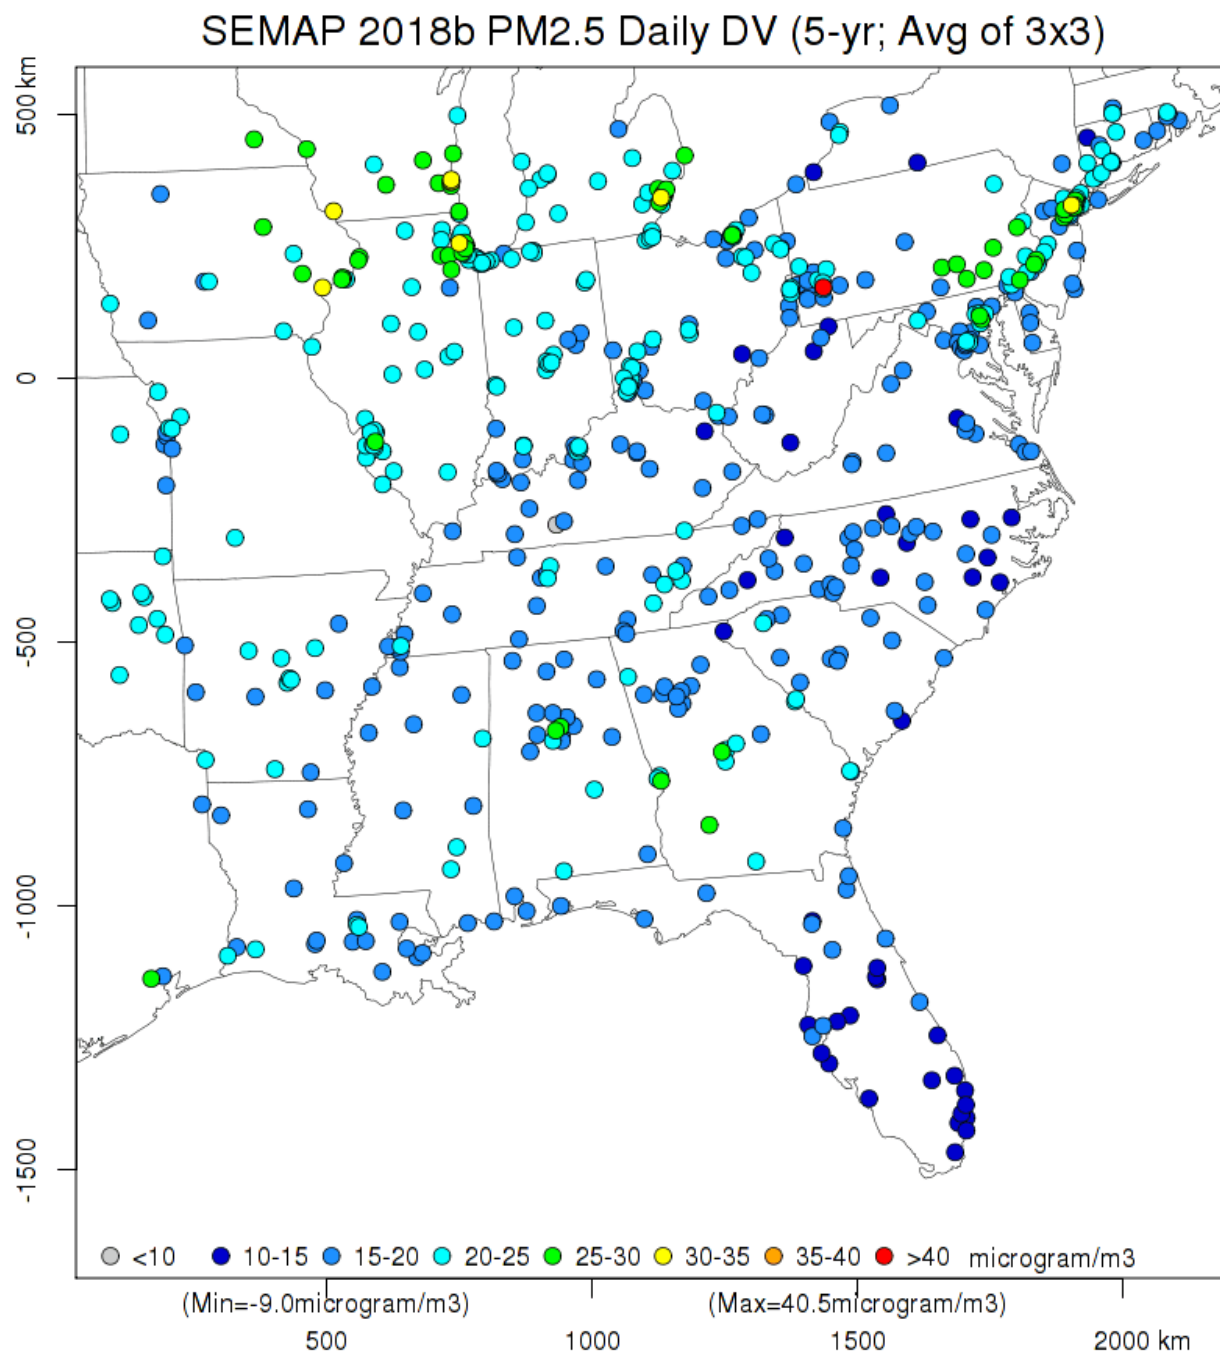 SEMAP 2018b PM2.5 Daily DV (5-yr; Avg of 3x3)
500 km
0
-500
-1000
-1500
<10 10-15 15-20 20-25 25-30 30-35 35-40 >40 microgram/m3
(Min=-9.0microgram/m3) (Max=40.5microgram/m3)
500 1000 1500 2000 km